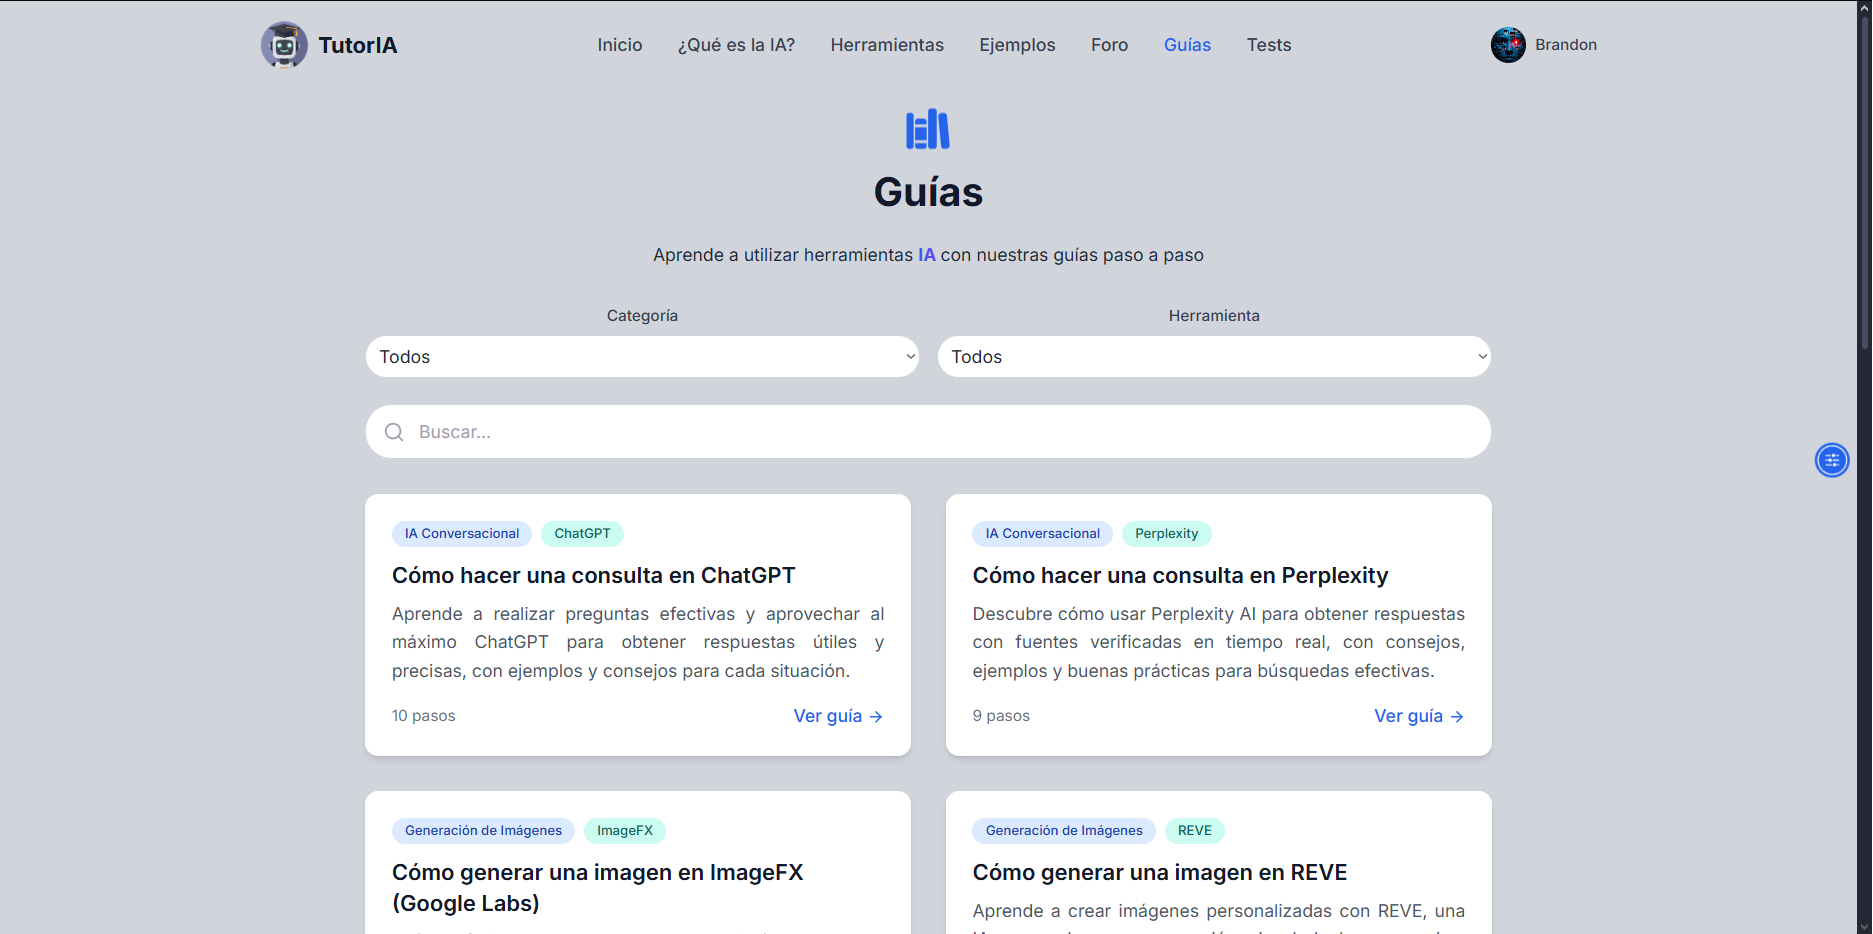 TutorIA
Inicio
¿Qué es la IA?
Herramientas
Ejemplos
Foro
Guías
Tests
Brandon
Guías
Aprende a utilizar herramientas IA con nuestras guías paso a paso
Categoría
Herramienta
Todos
Todos
Buscar...
IA Conversacional
ChatGPT
Cómo hacer una consulta en ChatGPT
Aprende a realizar preguntas efectivas y aprovechar al
máximo ChatGPT para obtener respuestas útiles y
precisas, con ejemplos y consejos para cada situación.
10 pasos
Ver guía →
IA Conversacional
Perplexity
Cómo hacer una consulta en Perplexity
Descubre cómo usar Perplexity AI para obtener respuestas
con fuentes verificadas en tiempo real, con consejos,
ejemplos y buenas prácticas para búsquedas efectivas.
9 pasos
Ver guía →
Generación de Imágenes
ImageFX
Cómo generar una imagen en ImageFX
(Google Labs)
Generación de Imágenes
REVE
Cómo generar una imagen en REVE
Aprende a crear imágenes personalizadas con REVE, una